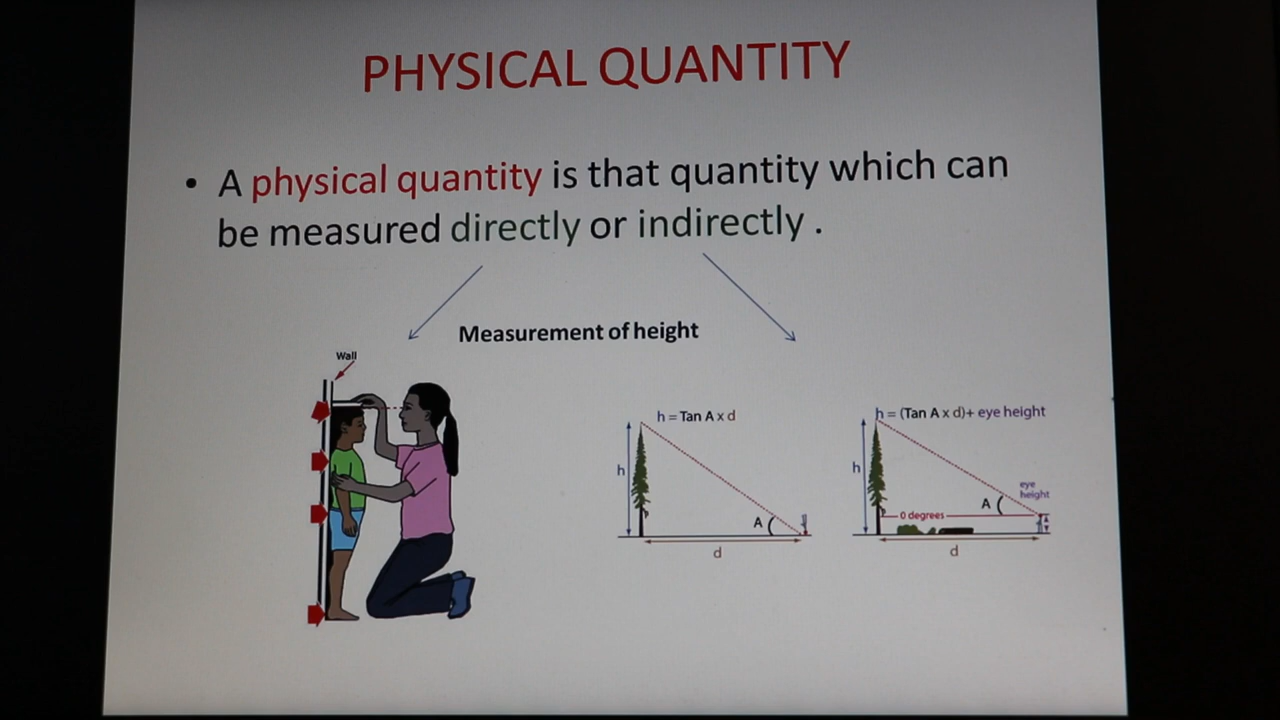 PHYSICAL QUANTITY
• A physical quantity is that quantity which can
be measured directly or indirectly .
Measurement of height
Wall
h = Tan A x d
h
A
d
h = (Tan A x d)+ eye height
h
eye
height
A
0 degrees
d